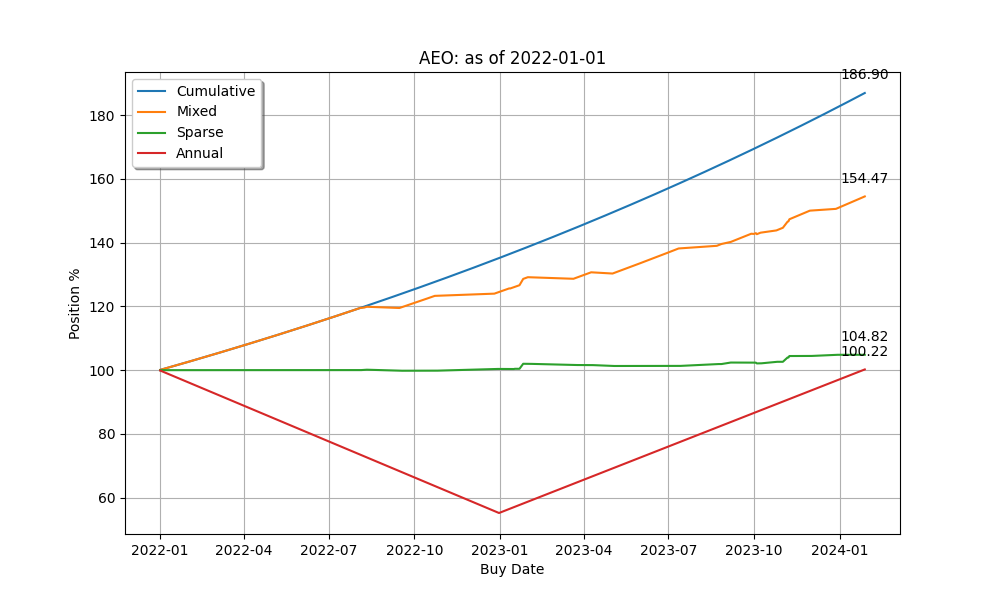 AEO: as of 2022-01-01
Cumulative
Mixed
Sparse
Annual
186.90
154.47
104.82
100.22
180
160
140
120
100
80
60
Position %
2022-01 2022-04 2022-07 2022-10 2023-01 2023-04 2023-07 2023-10 2024-01
Buy Date